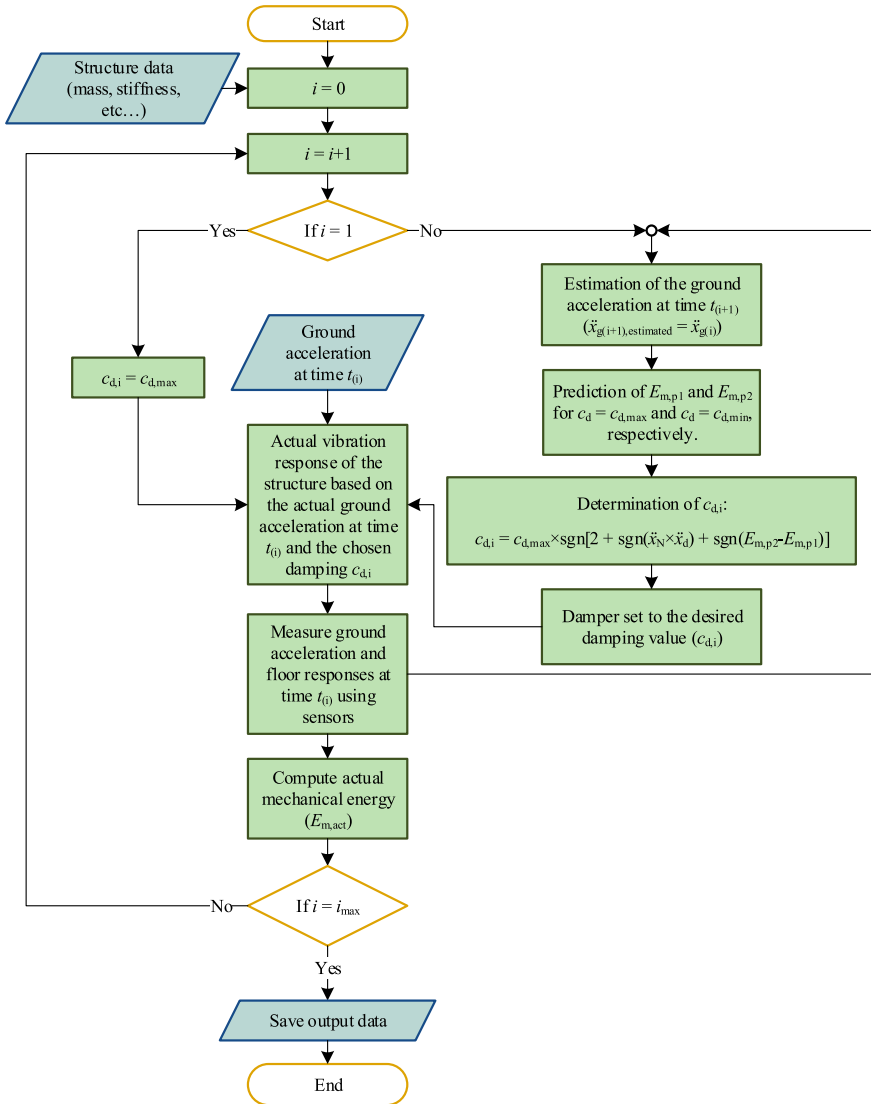 Start
Structure data
(mass, stiffness,
etc…)
i = 0
i = i+1
If i = 1
Yes
No
Estimation of the ground
acceleration at time t(i+1)
(ẍg(i+1),estimated = ẍg(i))
Ground
acceleration
at time t(i)
cd,i = cd,max
Prediction of Em,p1 and Em,p2
for cd = cd,max and cd = cd,min,
respectively.
Actual vibration
response of the
structure based on
the actual ground
acceleration at time
t(i) and the chosen
damping cd,i
Determination of cd,i:
cd,i = cd,max×sgn[2 + sgn(ẍN×ẍd) + sgn(Em,p2-Em,p1)]
Damper set to the desired
damping value (cd,i)
Measure ground
acceleration and
floor responses at
time t(i) using
sensors
Compute actual
mechanical energy
(Em,act)
If i = imax
No
Yes
Save output data
End